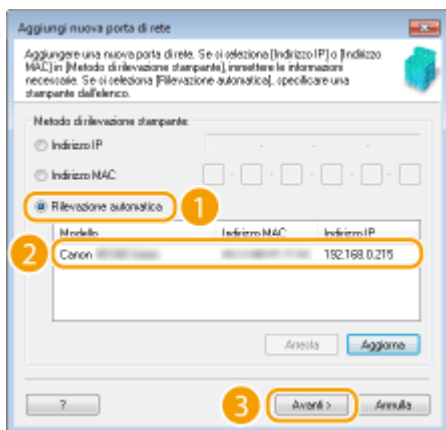 Aggiungi nuova porta di rete
Aggiungere una nuova porta di rete. Se si seleziona [Indirizzo IP] o [Indirizzo
MAC] in [Metodo di rilevazione stampante], immettere le informazioni
necessarie. Se si seleziona [Rilevazione automatica], specificare una
stampante dall'elenco.
Metodo di rilevazione stampante:
Indirizzo IP
Indirizzo MAC
Rilevazione automatica 1
Modello Indirizzo MAC Indirizzo IP
2 Canon 192.168.0.215
Arresta Aggiorna
? 3 Avanti > Annulla